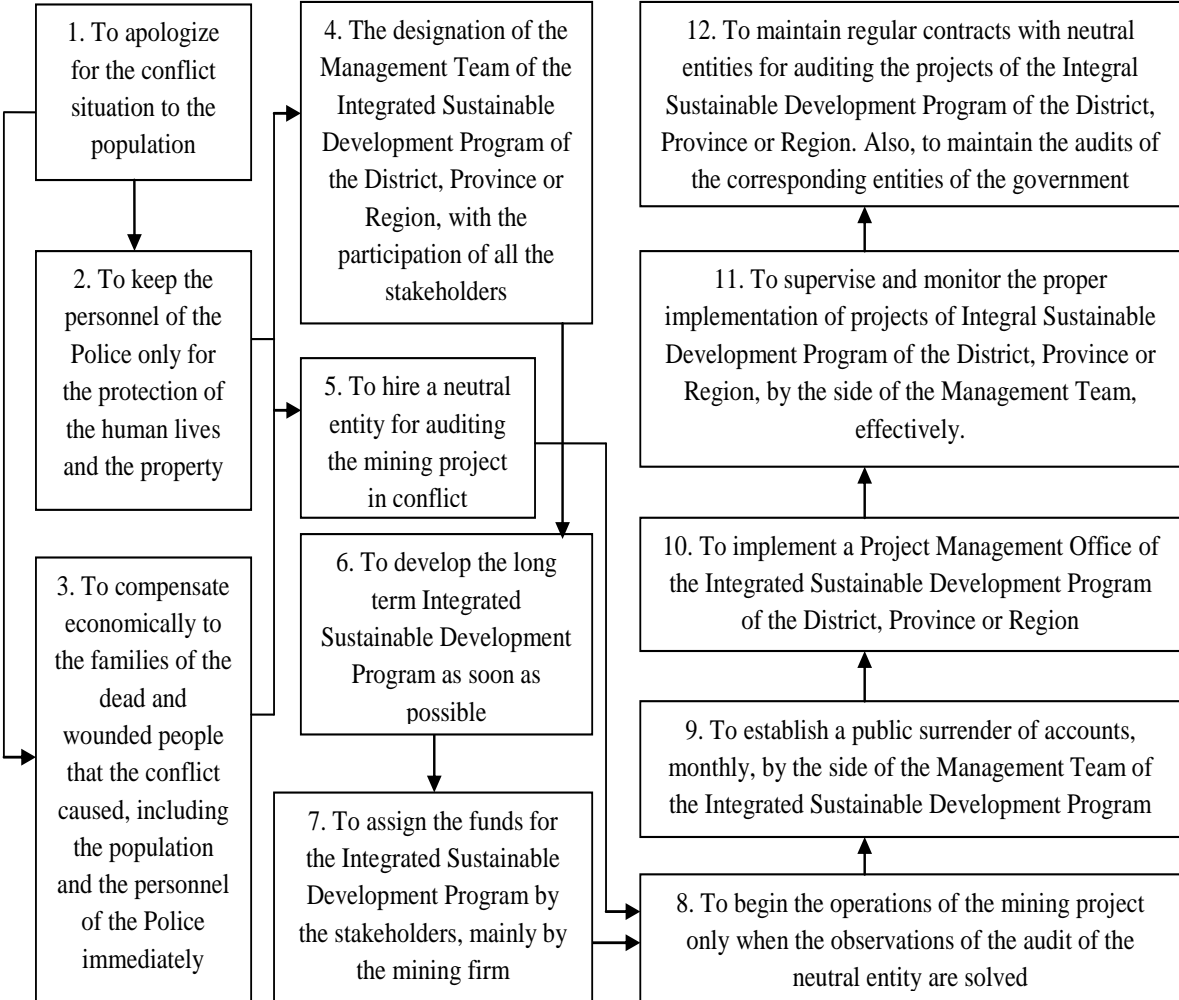 1. To apologize
for the conflict
situation to the
population
2. To keep the
personnel of the
Police only for
the protection of
the human lives
and the property
3. To compensate
economically to
the families of the
dead and
wounded people
that the conflict
caused, including
the population
and the personnel
of the Police
immediately
4. The designation of the
Management Team of the
Integrated Sustainable
Development Program of
the District, Province or
Region, with the
participation of all the
stakeholders
5. To hire a neutral
entity for auditing
the mining project
in conflict
6. To develop the long
term Integrated
Sustainable Development
Program as soon as
possible
7. To assign the funds for
the Integrated Sustainable
Development Program by
the stakeholders, mainly by
the mining firm
8. To begin the operations of the mining project
only when the observations of the audit of the
neutral entity are solved
9. To establish a public surrender of accounts,
monthly, by the side of the Management Team of
the Integrated Sustainable Development Program
10. To implement a Project Management Office of
the Integrated Sustainable Development Program
of the District, Province or Region
11. To supervise and monitor the proper
implementation of projects of Integral Sustainable
Development Program of the District, Province or
Region, by the side of the Management Team,
effectively.
12. To maintain regular contracts with neutral
entities for auditing the projects of the Integral
Sustainable Development Program of the District,
Province or Region. Also, to maintain the audits of
the corresponding entities of the government